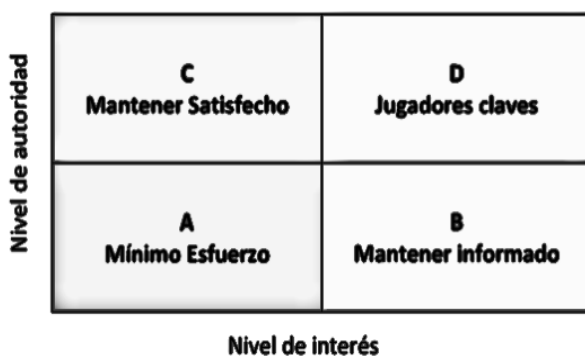 Nivel de autoridad
C
Mantener Satisfecho
D
Jugadores claves
A
Mínimo Esfuerzo
B
Mantener informado
Nivel de interés